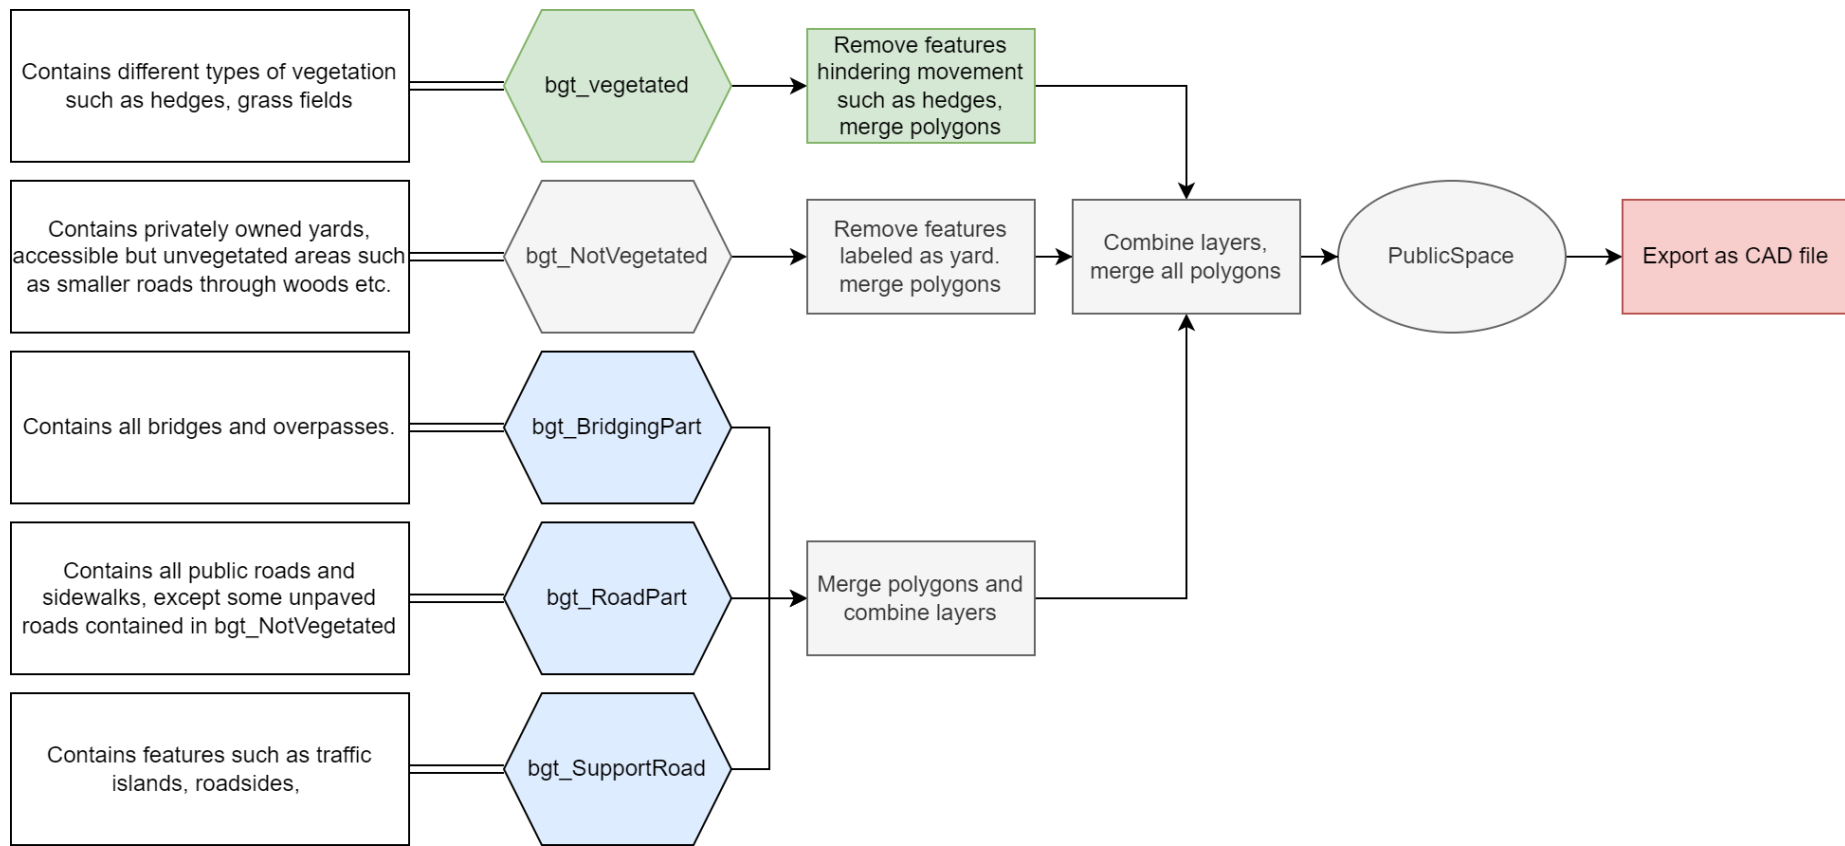 Contains different types of vegetation
such as hedges, grass fields
bgt_vegetated
Remove features
hindering movement
such as hedges,
merge polygons
Contains privately owned yards,
accessible but unvegetated areas such
as smaller roads through woods etc.
bgt_NotVegetated
Remove features
labeled as yard.
merge polygons
Combine layers,
merge all polygons
PublicSpace
Export as CAD file
Contains all bridges and overpasses.
bgt_BridgingPart
Contains all public roads and
sidewalks, except some unpaved
roads contained in bgt_NotVegetated
bgt_RoadPart
Merge polygons and
combine layers
Contains features such as traffic
islands, roadsides,
bgt_SupportRoad